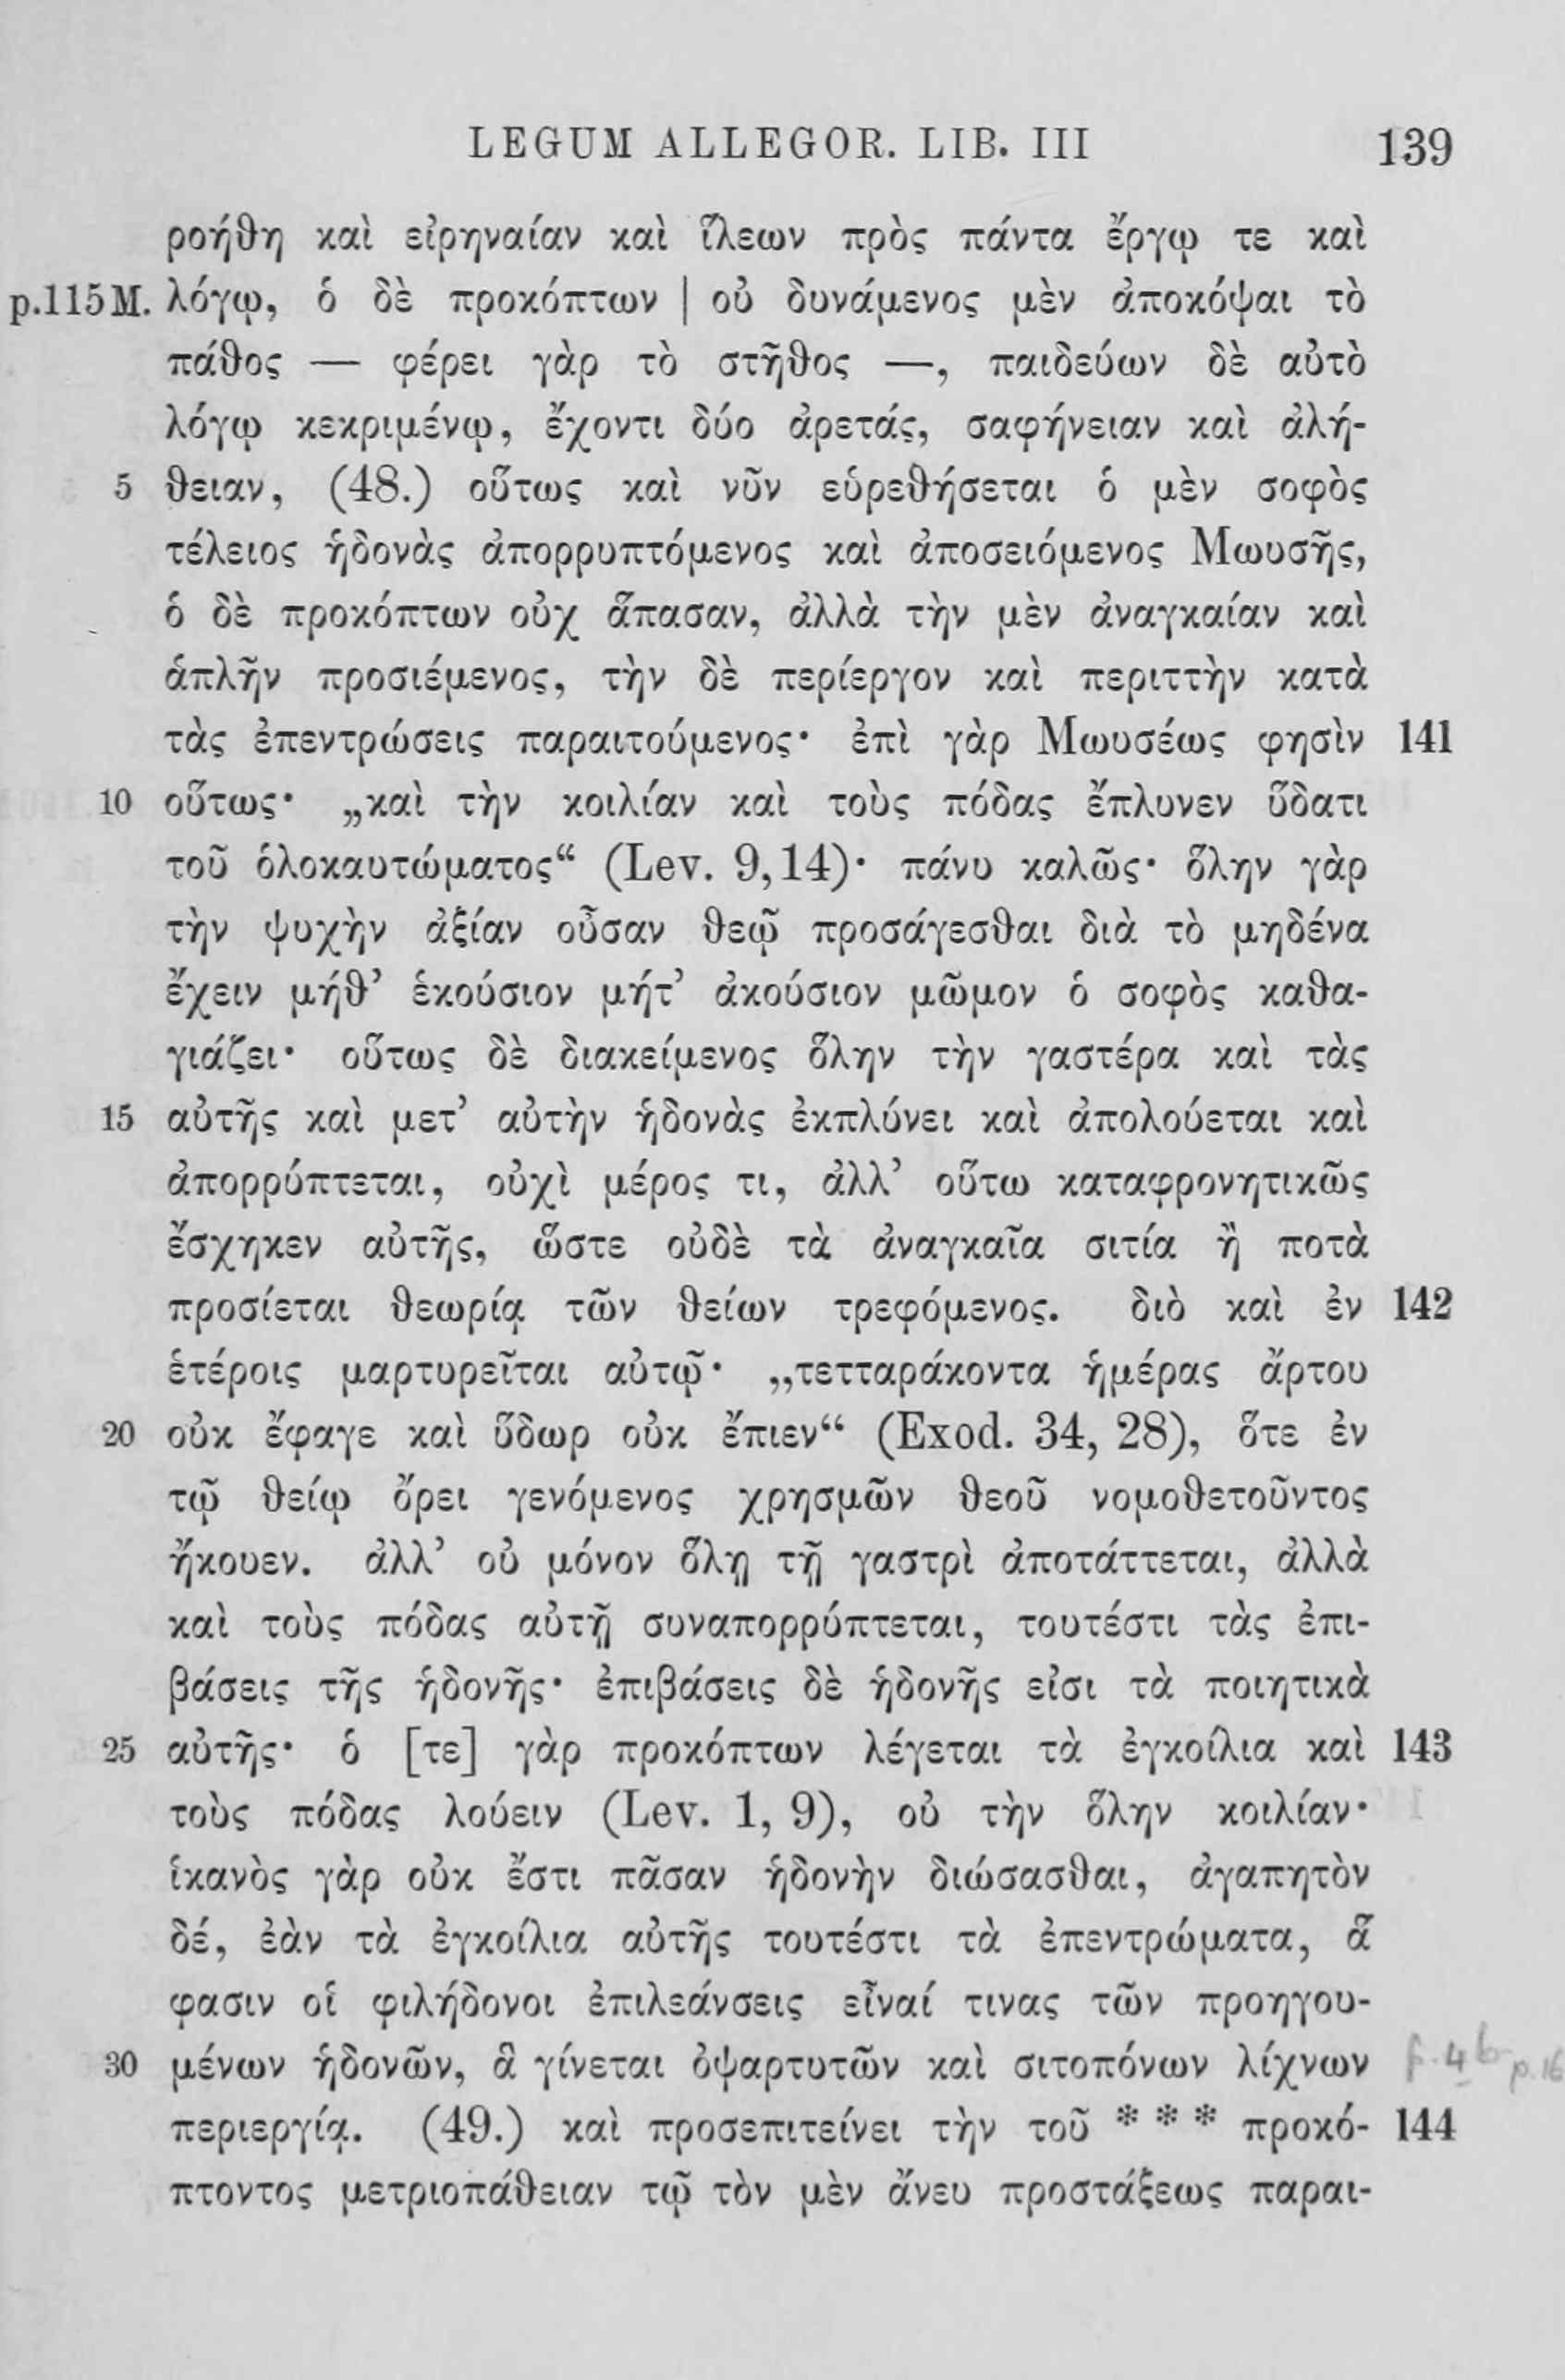 LEGUM ALLEGOR. LIB. III 139
ροήθη καὶ εἰρηναίαν καὶ ἵλεων πρὸς πάντα ἔργῳ τε καὶ
p.115M. λόγῳ, ὁ δὲ προκόπτων | οὐ δυνάμενος μὲν ἀποκόψαι τὸ
πάθος — φέρει γὰρ τὸ στῆθος —, παιδεύων δὲ αὐτὸ
λόγῳ κεκριμένῳ, ἔχοντι δύο ἀρετάς, σαφήνειαν καὶ ἀλή-
5 θειαν, (48.) οὕτως καὶ νῦν εὑρεθήσεται ὁ μὲν σοφὸς
τέλειος ἡδονὰς ἀπορρυπτόμενος καὶ ἀποσειόμενος Μωυσῆς,
ὁ δὲ προκόπτων οὐχ ἅπασαν, ἀλλὰ τὴν μὲν ἀναγκαίαν καὶ
ἁπλῆν προσιέμενος, τὴν δὲ περίεργον καὶ περιττὴν κατὰ
τὰς ἐπεντρώσεις παραιτούμενος· ἐπὶ γὰρ Μωυσέως φησὶν 141
10 οὕτως· „καὶ τὴν κοιλίαν καὶ τοὺς πόδας ἔπλυνεν ὕδατι
τοῦ ὁλοκαυτώματος“ (Lev. 9,14)· πάνυ καλῶς· ὅλην γὰρ
τὴν ψυχὴν ἀξίαν οὖσαν θεῷ προσάγεσθαι διὰ τὸ μηδένα
ἔχειν μήθ’ ἑκούσιον μήτ’ ἀκούσιον μῶμον ὁ σοφὸς καθα-
γιάζει· οὕτως δὲ διακείμενος ὅλην τὴν γαστέρα καὶ τὰς
15 αὐτῆς καὶ μετ’ αὐτὴν ἡδονὰς ἐκπλύνει καὶ ἀπολούεται καὶ
ἀπορρύπτεται, οὐχὶ μέρος τι, ἀλλ’ οὕτω καταφρονητικῶς
ἔσχηκεν αὐτῆς, ὥστε οὐδὲ τὰ ἀναγκαῖα σιτία ἢ ποτὰ
προσίεται θεωρίᾳ τῶν θείων τρεφόμενος. διὸ καὶ ἐν 142
ἑτέροις μαρτυρεῖται αὐτῷ· „τετταράκοντα ἡμέρας ἄρτου
20 οὐκ ἔφαγε καὶ ὕδωρ οὐκ ἔπιεν“ (Exod. 34, 28), ὅτε ἐν
τῷ θείῳ ὄρει γενόμενος χρησμῶν θεοῦ νομοθετοῦντος
ἤκουεν. ἀλλ’ οὐ μόνον ὅλῃ τῇ γαστρὶ ἀποτάττεται, ἀλλὰ
καὶ τοὺς πόδας αὐτῇ συναπορρύπτεται, τουτέστι τὰς ἐπι-
βάσεις τῆς ἡδονῆς· ἐπιβάσεις δὲ ἡδονῆς εἰσι τὰ ποιητικὰ
25 αὐτῆς· ὁ [τε] γὰρ προκόπτων λέγεται τὰ ἐγκοίλια καὶ 143
τοὺς πόδας λούειν (Lev. 1, 9), οὐ τὴν ὅλην κοιλίαν·
ἱκανὸς γὰρ οὐκ ἔστι πᾶσαν ἡδονὴν διώσασθαι, ἀγαπητὸν
δέ, ἐὰν τὰ ἐγκοίλια αὐτῆς τουτέστι τὰ ἐπεντρώματα, ἅ
φασιν οἱ φιλήδονοι ἐπιλεάνσεις εἶναί τινας τῶν προηγου-
30 μένων ἡδονῶν, ἃ γίνεται ὀψαρτυτῶν καὶ σιτοπόνων λίχνων
περιεργίᾳ. (49.) καὶ προσεπιτείνει τὴν τοῦ * * * προκό- 144
πτοντος μετριοπάθειαν τῷ τὸν μὲν ἄνευ προστάξεως παραι-